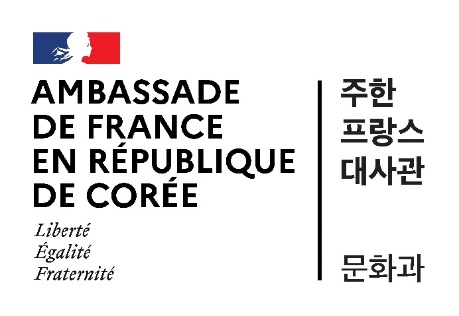 AMBASSADE
DE FRANCE
EN RÉPUBLIQUE
DE CORÉE
Liberté
Égalité
Fraternité
주한
프랑스
대사관
문화과